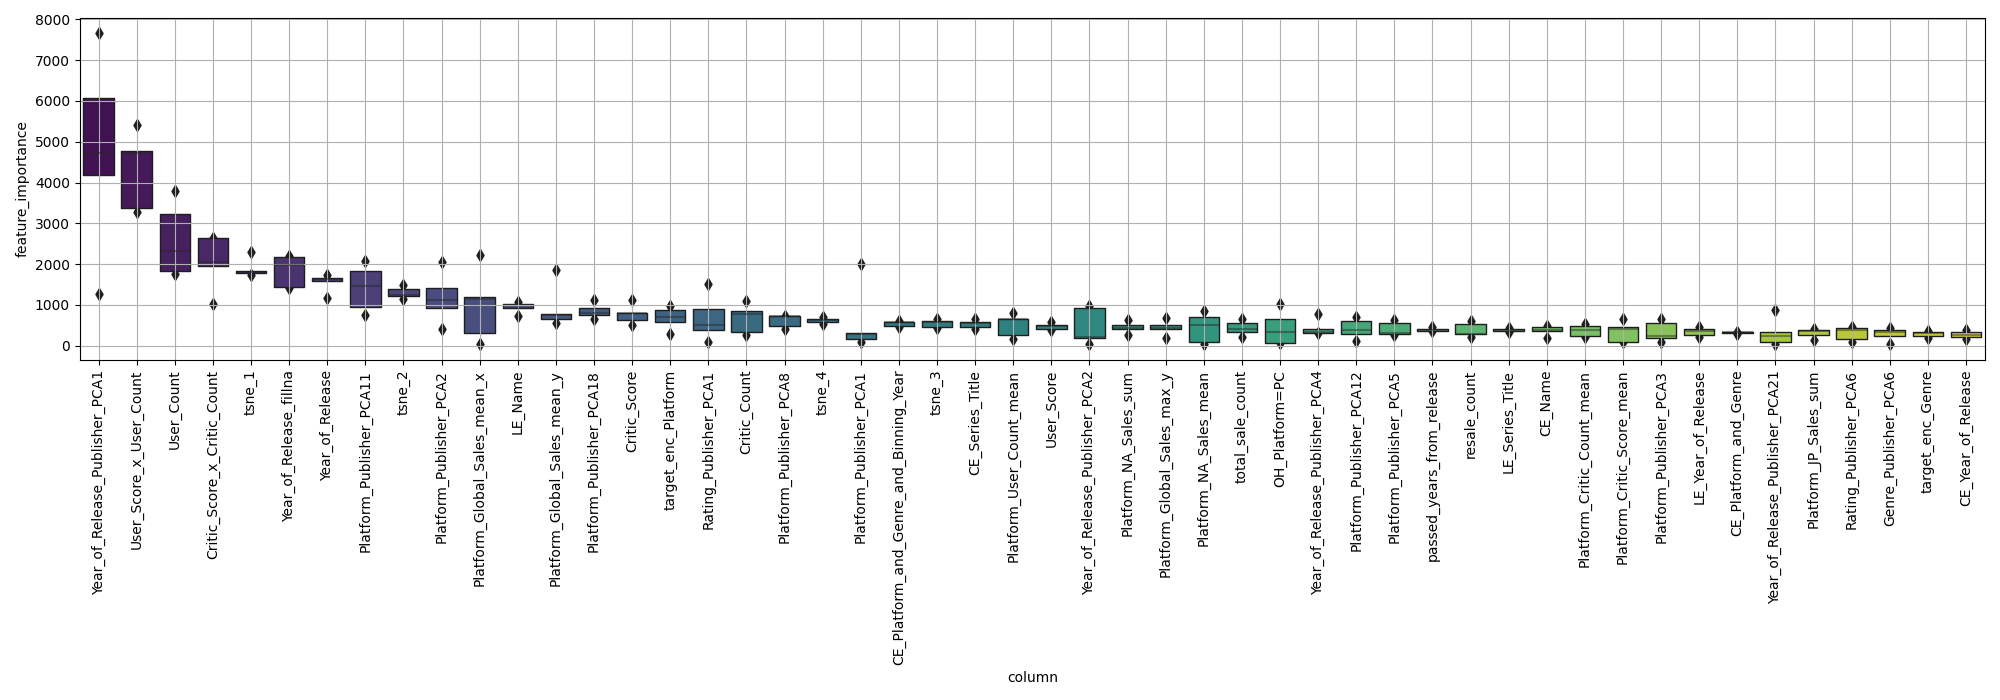 8000
7000
6000
5000
4000
3000
2000
1000
0
feature_importance
Year_of_Release_Publisher_PCA1
User_Score_x_User_Count
User_Count
Critic_Score_x_Critic_Count
tsne_1
Year_of_Release_fillna
Year_of_Release
Platform_Publisher_PCA11
tsne_2
Platform_Publisher_PCA2
Platform_Global_Sales_mean_x
LE_Name
Platform_Global_Sales_mean_y
Platform_Publisher_PCA18
Critic_Score
target_enc_Platform
Rating_Publisher_PCA1
Critic_Count
Platform_Publisher_PCA8
tsne_4
Platform_Publisher_PCA1
CE_Platform_and_Genre_and_Binning_Year
tsne_3
CE_Series_Title
Platform_User_Count_mean
User_Score
Year_of_Release_Publisher_PCA2
Platform_NA_Sales_sum
Platform_Global_Sales_max_y
Platform_NA_Sales_mean
total_sale_count
OH_Platform=PC
Year_of_Release_Publisher_PCA4
Platform_Publisher_PCA12
Platform_Publisher_PCA5
passed_years_from_release
resale_count
LE_Series_Title
CE_Name
Platform_Critic_Count_mean
Platform_Critic_Score_mean
Platform_Publisher_PCA3
LE_Year_of_Release
CE_Platform_and_Genre
Year_of_Release_Publisher_PCA21
Platform_JP_Sales_sum
Rating_Publisher_PCA6
Genre_Publisher_PCA6
target_enc_Genre
CE_Year_of_Release
column